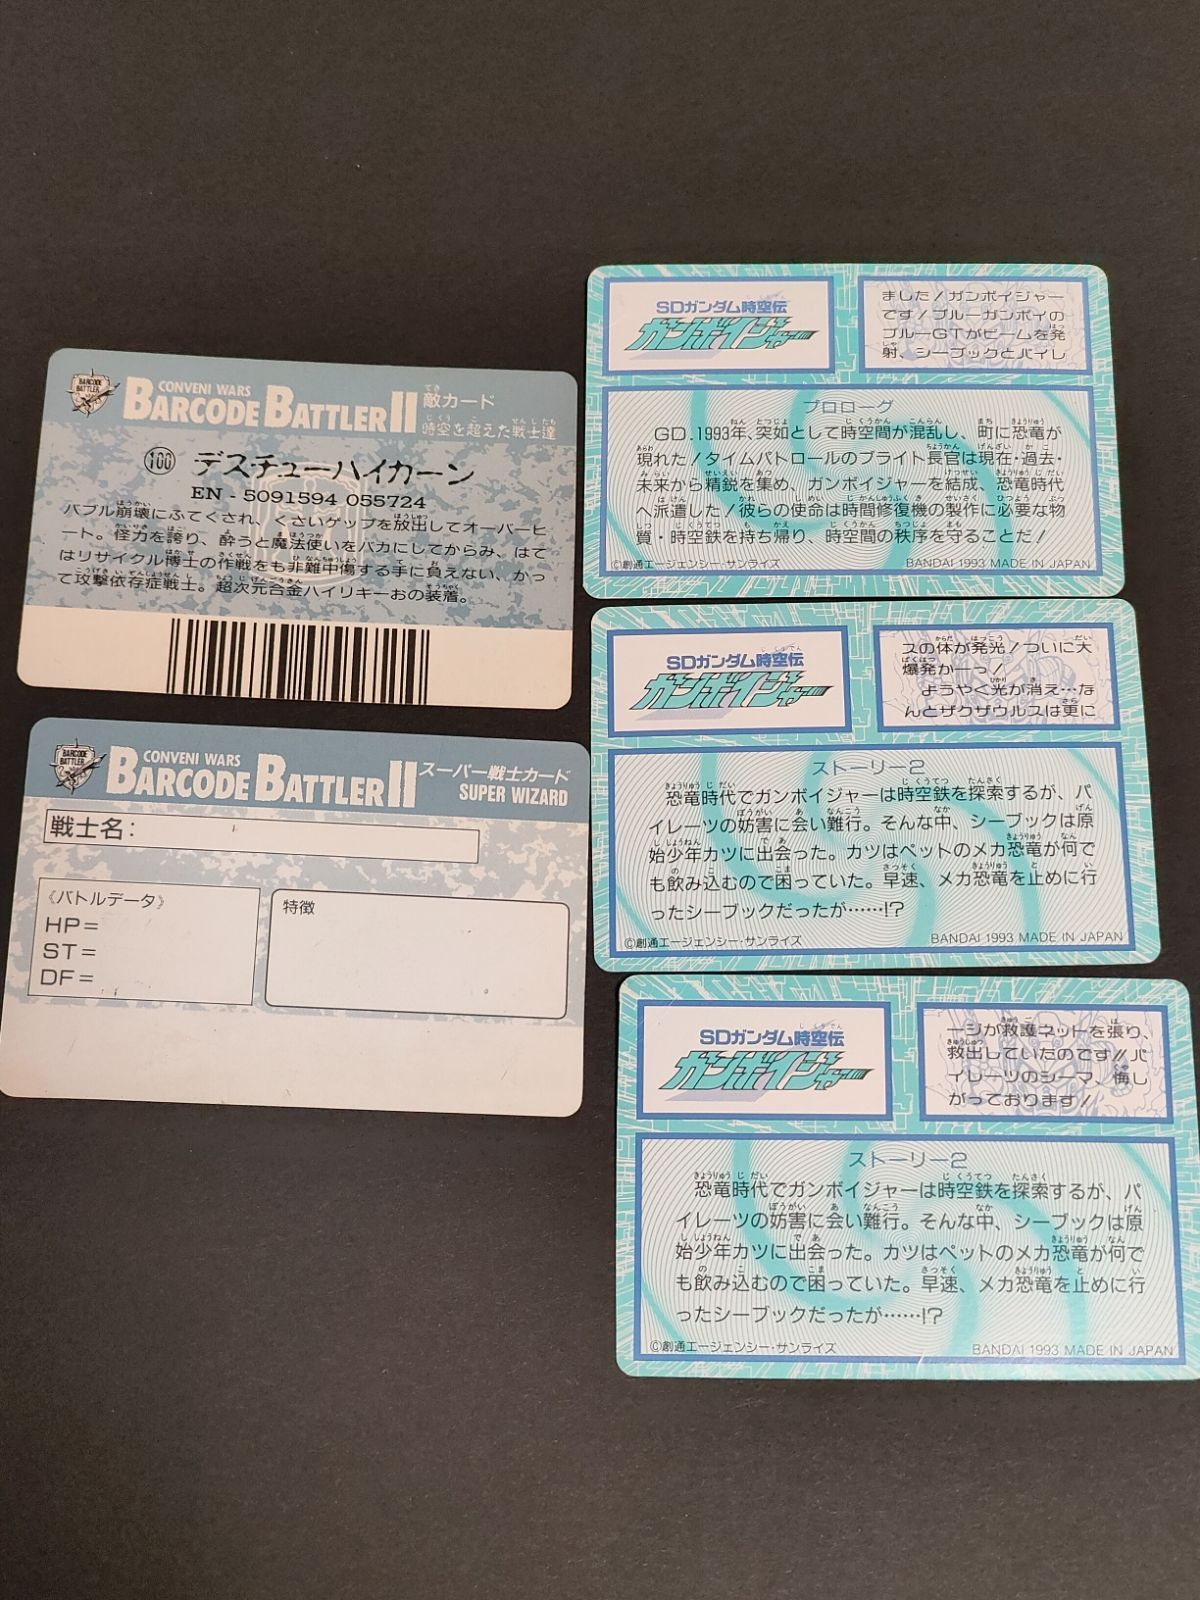 BARCODE
BATTLER
CONVENI WARS
BARCODE BATTLER II
敵カード
時空を超えた戦士達
100 デスチューハイカーン
EN - 5091594 055724
バブル崩壊にふてくされ、くさいゲップを放出してオーバーヒ
ート。怪力を誇り、酔うと魔法使いをバカにしてからみ、はて
はリサイクル博士の作戦をも非難中傷する手に負えない、かつ
て攻撃依存症戦士。超次元合金ハイリキーおの装着。
BARCODE
BATTLER
CONVENI WARS
BARCODE BATTLER II
スーパー戦士カード
SUPER WIZARD
戦士名:
《バトルデータ》
HP=
ST=
DF=
特徴
SDガンダム時空伝
ガンボイジャー
ました!ガンボイジャー
です!ブルーガンボイの
ブルーGTがビームを発
射、シーブックとパイレ
プロローグ
GD.1993年、突如として時空間が混乱し、町に恐竜が
現れた!タイムパトロールのブライト長官は現在・過去・
未来から精鋭を集め、ガンボイジャーを結成、恐竜時代
へ派遣した!彼らの使命は時間修復機の製作に必要な物
質・時空鉄を持ち帰り、時空間の秩序を守ることだ!
©創通エージェンシー・サンライズ
BANDAI 1993 MADE IN JAPAN
SDガンダム時空伝
ガンボイジャー
スの体が発光!ついに大
爆発かーっ!
ようやく光が消え…な
んとザクザウルスは更に
ストーリー2
恐竜時代でガンボイジャーは時空鉄を探索するが、パ
イレーツの妨害に会い難行。そんな中、シーブックは原
始少年カツに出会った。カツはペットのメカ恐竜が何で
も飲み込むので困っていた。早速、メカ恐竜を止めに行
ったシーブックだったが……!?
©創通エージェンシー・サンライズ
BANDAI 1993 MADE IN JAPAN
SDガンダム時空伝
ガンボイジャー
ージが救護ネットを張り、
救出していたのです!!パ
イレーツのシーマ、悔し
がっております!
ストーリー2
恐竜時代でガンボイジャーは時空鉄を探索するが、パ
イレーツの妨害に会い難行。そんな中、シーブックは原
始少年カツに出会った。カツはペットのメカ恐竜が何で
も飲み込むので困っていた。早速、メカ恐竜を止めに行
ったシーブックだったが……!?
©創通エージェンシー・サンライズ
BANDAI 1993 MADE IN JAPAN